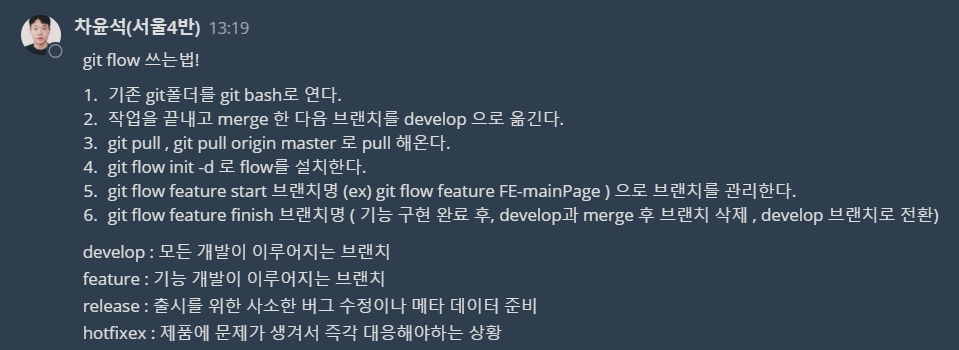 차윤석(서울4반) 13:19
git flow 쓰는법!
1. 기존 git폴더를 git bash로 연다.
2. 작업을 끝내고 merge 한 다음 브랜치를 develop 으로 옮긴다.
3. git pull , git pull origin master 로 pull 해온다.
4. git flow init -d 로 flow를 설치한다.
5. git flow feature start 브랜치명 (ex) git flow feature FE-mainPage ) 으로 브랜치를 관리한다.
6. git flow feature finish 브랜치명 ( 기능 구현 완료 후, develop과 merge 후 브랜치 삭제 , develop 브랜치로 전환)
develop : 모든 개발이 이루어지는 브랜치
feature : 기능 개발이 이루어지는 브랜치
release : 출시를 위한 사소한 버그 수정이나 메타 데이터 준비
hotfixex : 제품에 문제가 생겨서 즉각 대응해야하는 상황